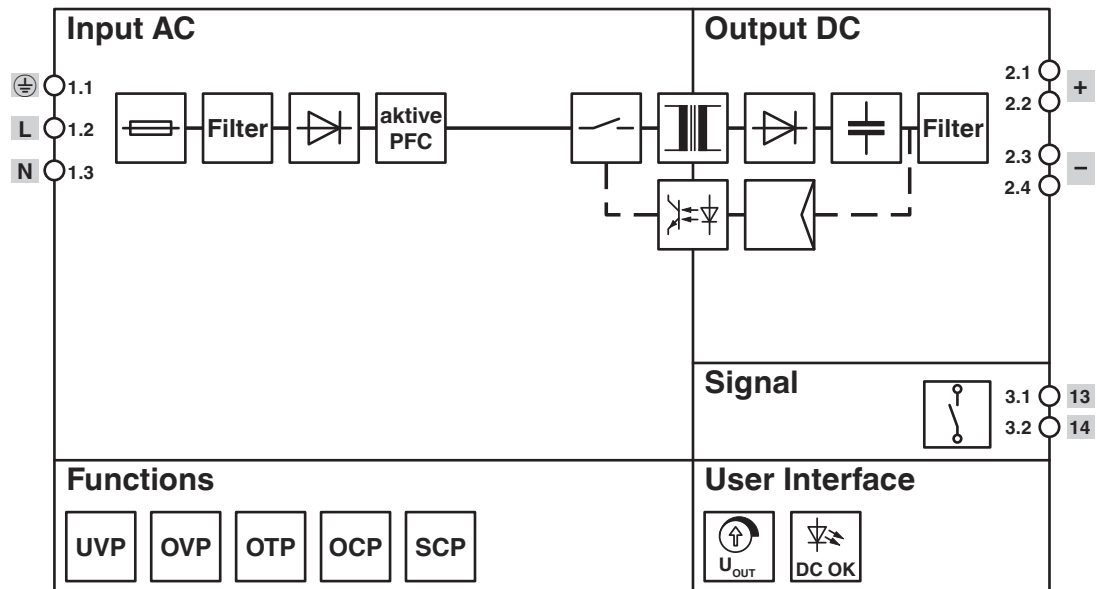 Input AC
Output DC
1.1
L 1.2
N 1.3
Filter
aktive
PFC
Filter
2.1
2.2
+
2.3
2.4
−
Signal
3.1 13
3.2 14
Functions
UVP OVP OTP OCP SCP
User Interface
UOUT
DC OK